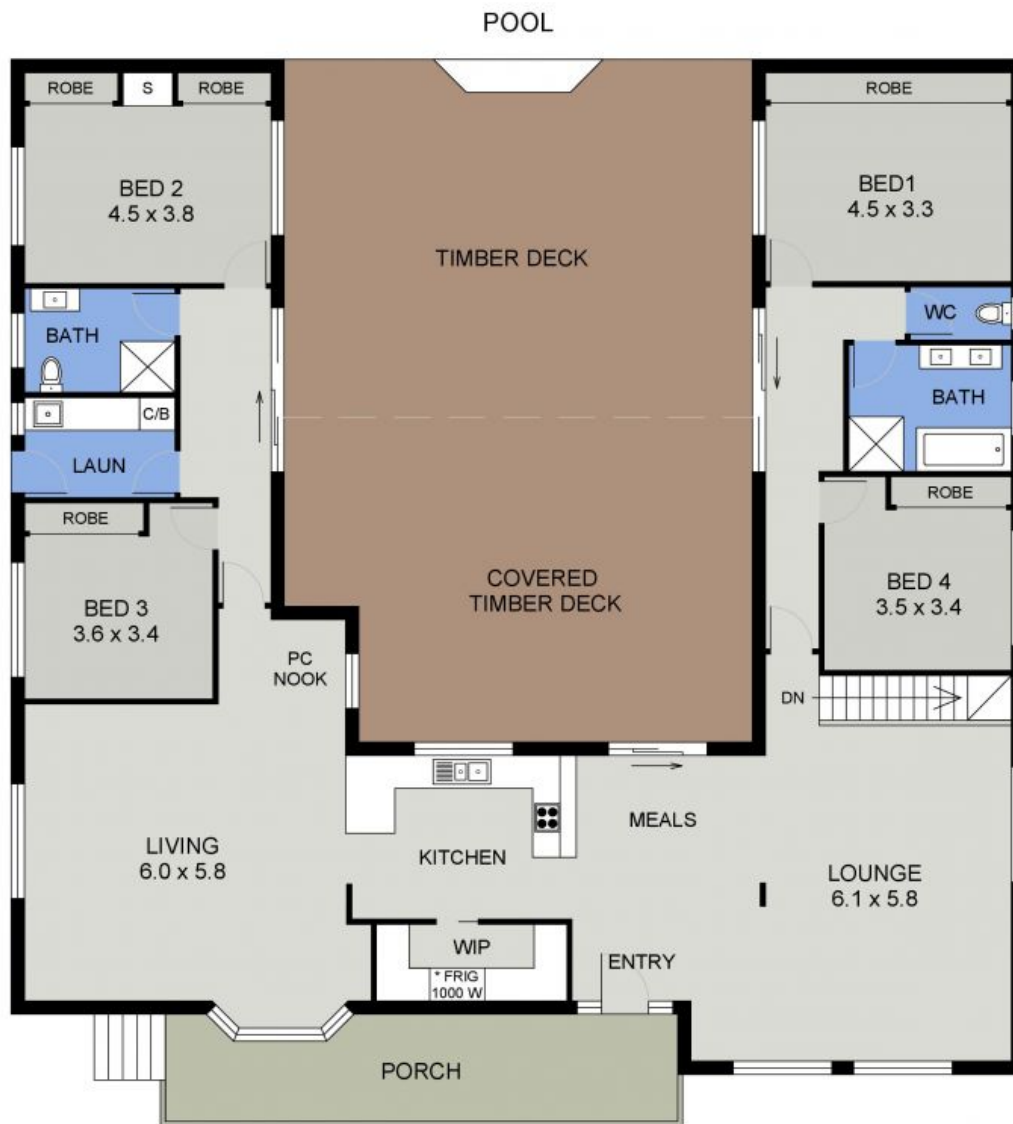 POOL
ROBE
S
ROBE
ROBE
BED 2
4.5 x 3.8
BED1
4.5 x 3.3
TIMBER DECK
WC
BATH
BATH
C/B
LAUN
ROBE
ROBE
BED 3
3.6 x 3.4
COVERED
TIMBER DECK
BED 4
3.5 x 3.4
PC
NOOK
DN
LIVING
6.0 x 5.8
KITCHEN
MEALS
LOUNGE
6.1 x 5.8
WIP
* FRIG
1000 W
ENTRY
PORCH